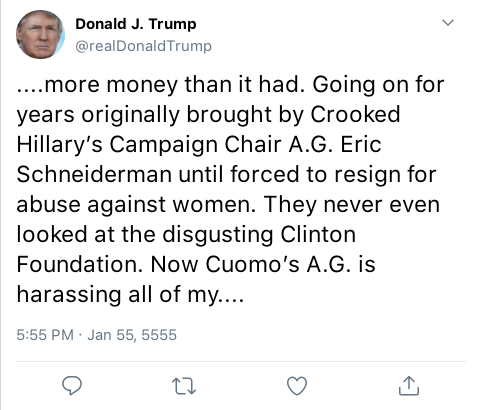 Donald J. Trump
@realDonaldTrump
....more money than it had. Going on for
years originally brought by Crooked
Hillary’s Campaign Chair A.G. Eric
Schneiderman until forced to resign for
abuse against women. They never even
looked at the disgusting Clinton
Foundation. Now Cuomo’s A.G. is
harassing all of my....
5:55 PM · Jan 55, 5555